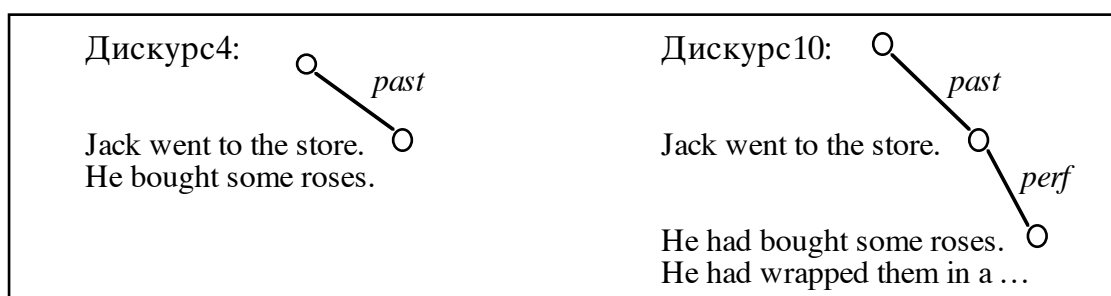 Дискурс4:
past
Jack went to the store.
He bought some roses.
Дискурс10:
past
Jack went to the store.
perf
He had bought some roses.
He had wrapped them in a …